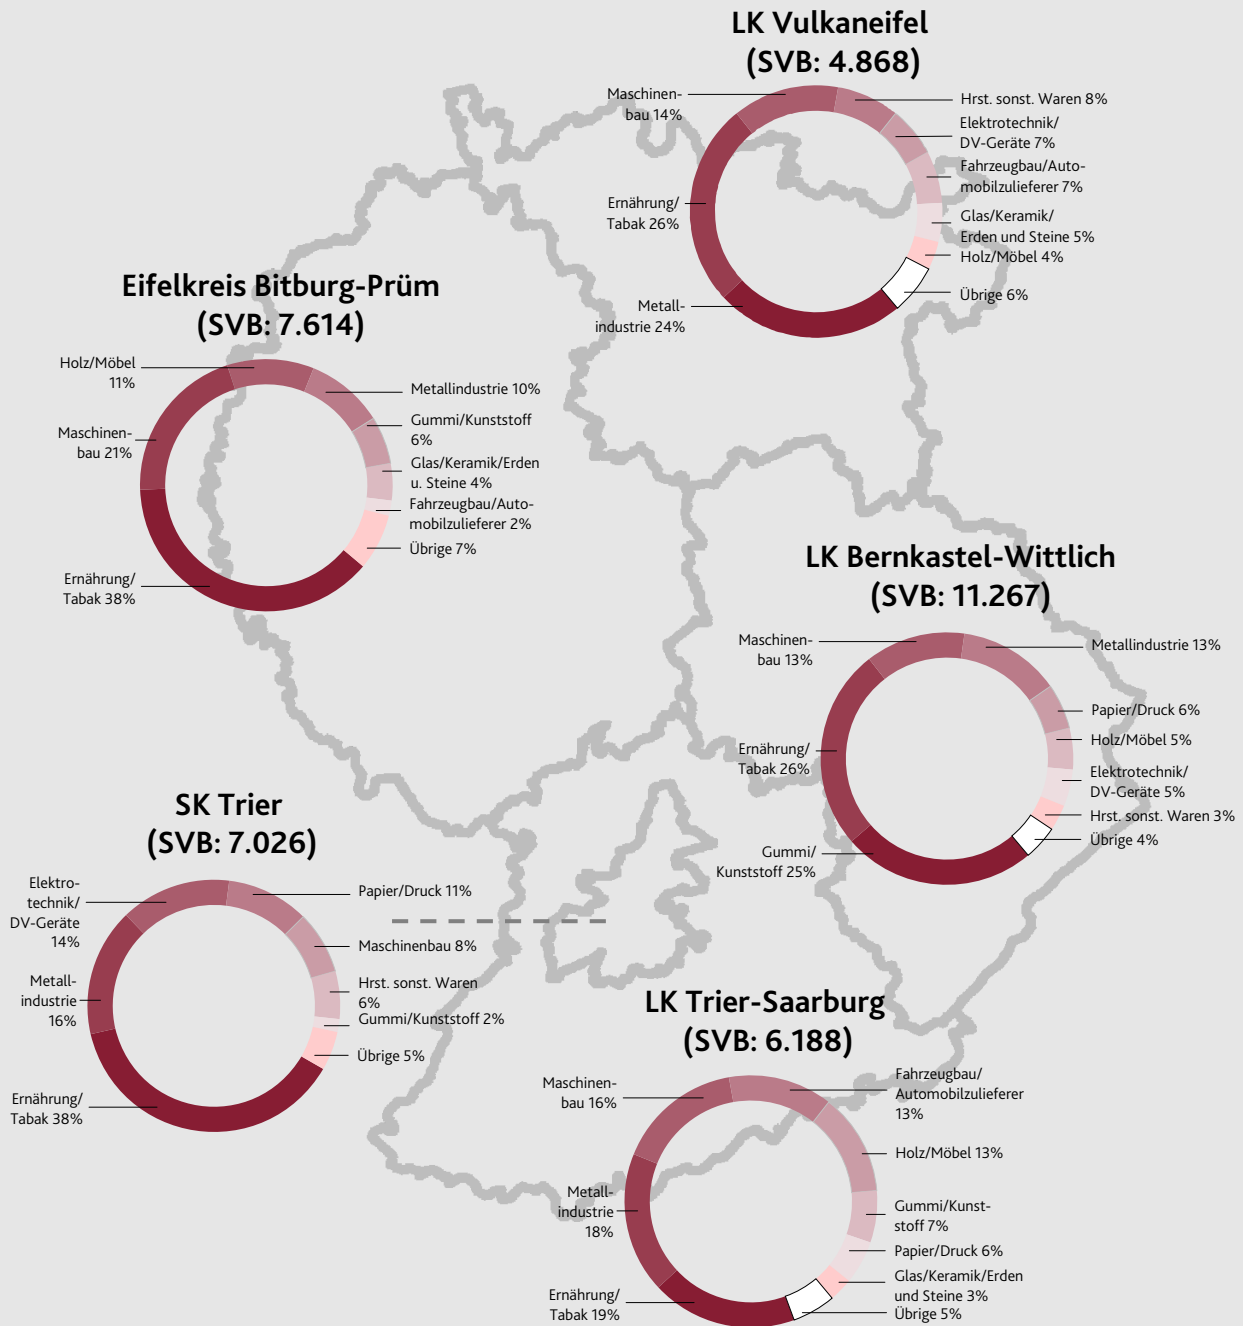 LK Vulkaneifel
(SVB: 4.868)
Maschinen-
bau 14%
Hrst. sonst. Waren 8%
Elektrotechnik/
DV-Geräte 7%
Fahrzeugbau/Auto-
mobilzulieferer 7%
Ernährung/
Tabak 26%
Glas/Keramik/
Erden und Steine 5%
Holz/Möbel 4%
Übrige 6%
Metall-
industrie 24%
Eifelkreis Bitburg-Prüm
(SVB: 7.614)
Holz/Möbel
11%
Metallindustrie 10%
Gummi/Kunststoff
6%
Maschinen-
bau 21%
Glas/Keramik/Erden
u. Steine 4%
Fahrzeugbau/Auto-
mobilzulieferer 2%
Übrige 7%
Ernährung/
Tabak 38%
LK Bernkastel-Wittlich
(SVB: 11.267)
Maschinen-
bau 13%
Metallindustrie 13%
Papier/Druck 6%
Holz/Möbel 5%
Ernährung/
Tabak 26%
Elektrotechnik/
DV-Geräte 5%
Hrst. sonst. Waren 3%
Übrige 4%
Gummi/
Kunststoff 25%
SK Trier
(SVB: 7.026)
Elektro-
technik/
DV-Geräte
14%
Papier/Druck 11%
Maschinenbau 8%
Metall-
industrie
16%
Hrst. sonst. Waren
6%
Gummi/Kunststoff 2%
Übrige 5%
Ernährung/
Tabak 38%
LK Trier-Saarburg
(SVB: 6.188)
Maschinen-
bau 16%
Fahrzeugbau/
Automobilzulieferer
13%
Holz/Möbel 13%
Metall-
industrie
18%
Gummi/Kunst-
stoff 7%
Papier/Druck 6%
Glas/Keramik/Erden
und Steine 3%
Übrige 5%
Ernährung/
Tabak 19%